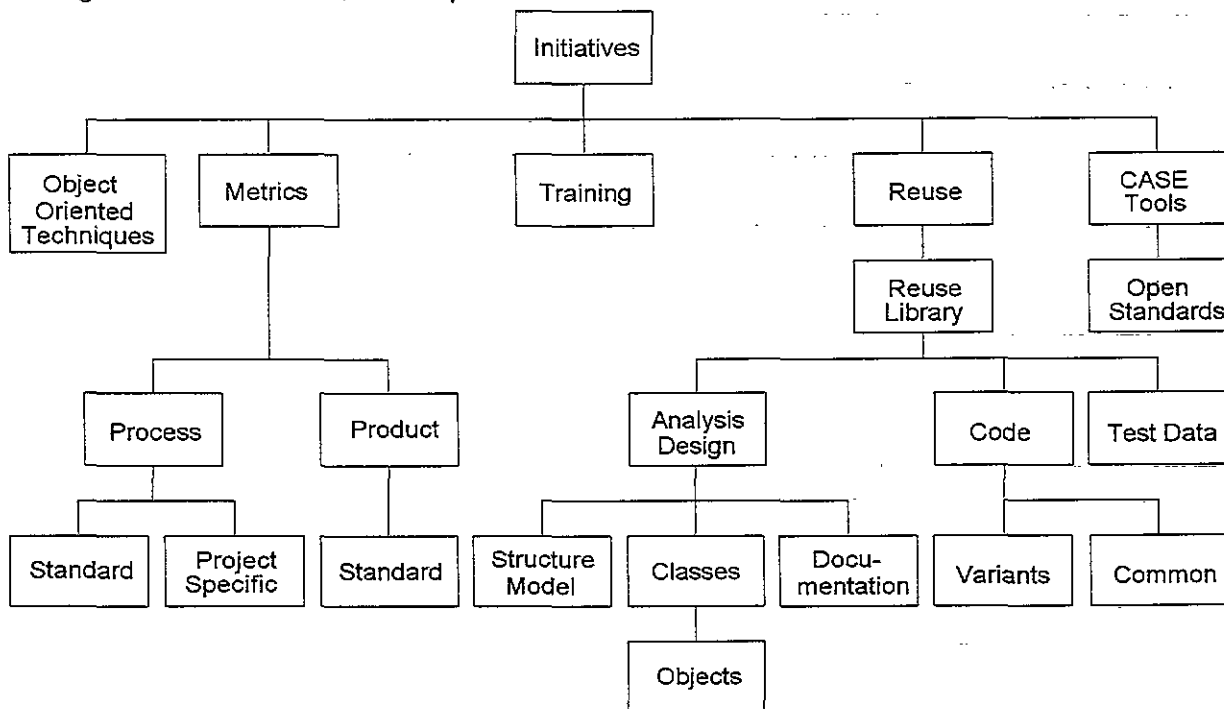 Initiatives
Object
Oriented
Techniques
Metrics
Training
Reuse
CASE
Tools
Reuse
Library
Open
Standards
Process
Product
Analysis
Design
Code
Test Data
Standard
Project
Specific
Standard
Structure
Model
Classes
Docu-
mentation
Variants
Common
Objects